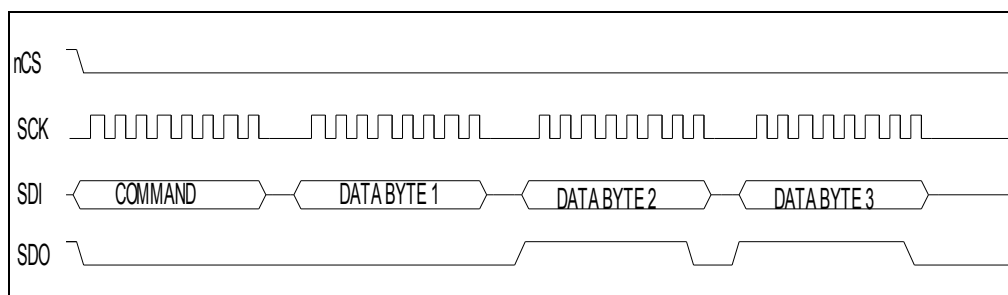 nCS
SCK
SDI COMMAND DATA BYTE 1 DATA BYTE 2 DATA BYTE 3
SDO